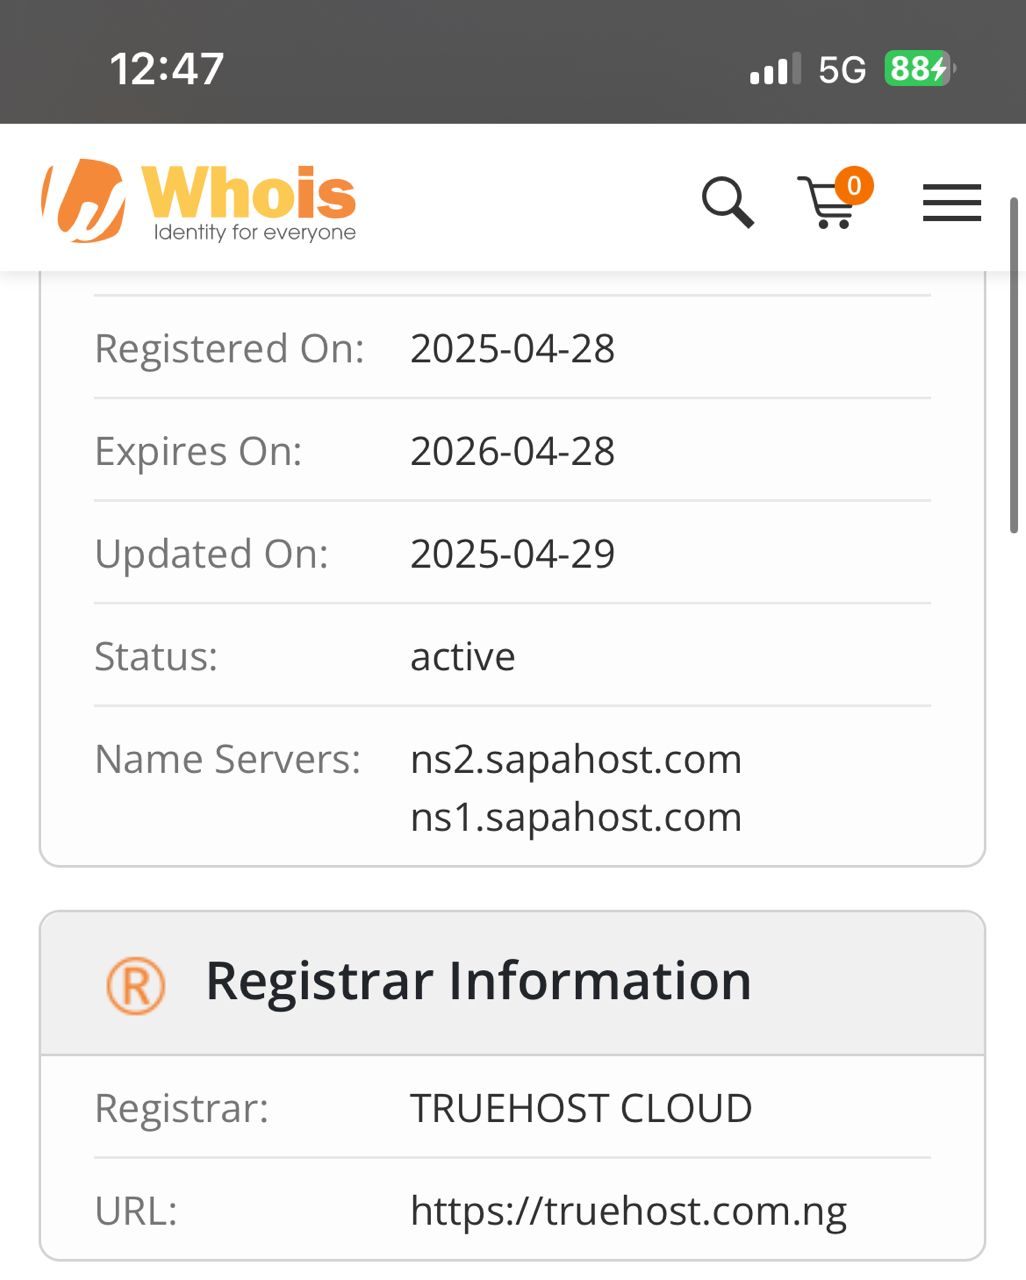 12:47
5G 88
Whois
Identity for everyone
0
Registered On: 2025-04-28
Expires On: 2026-04-28
Updated On: 2025-04-29
Status: active
Name Servers: ns2.sapahost.com
ns1.sapahost.com
® Registrar Information
Registrar: TRUEHOST CLOUD
URL: https://truehost.com.ng